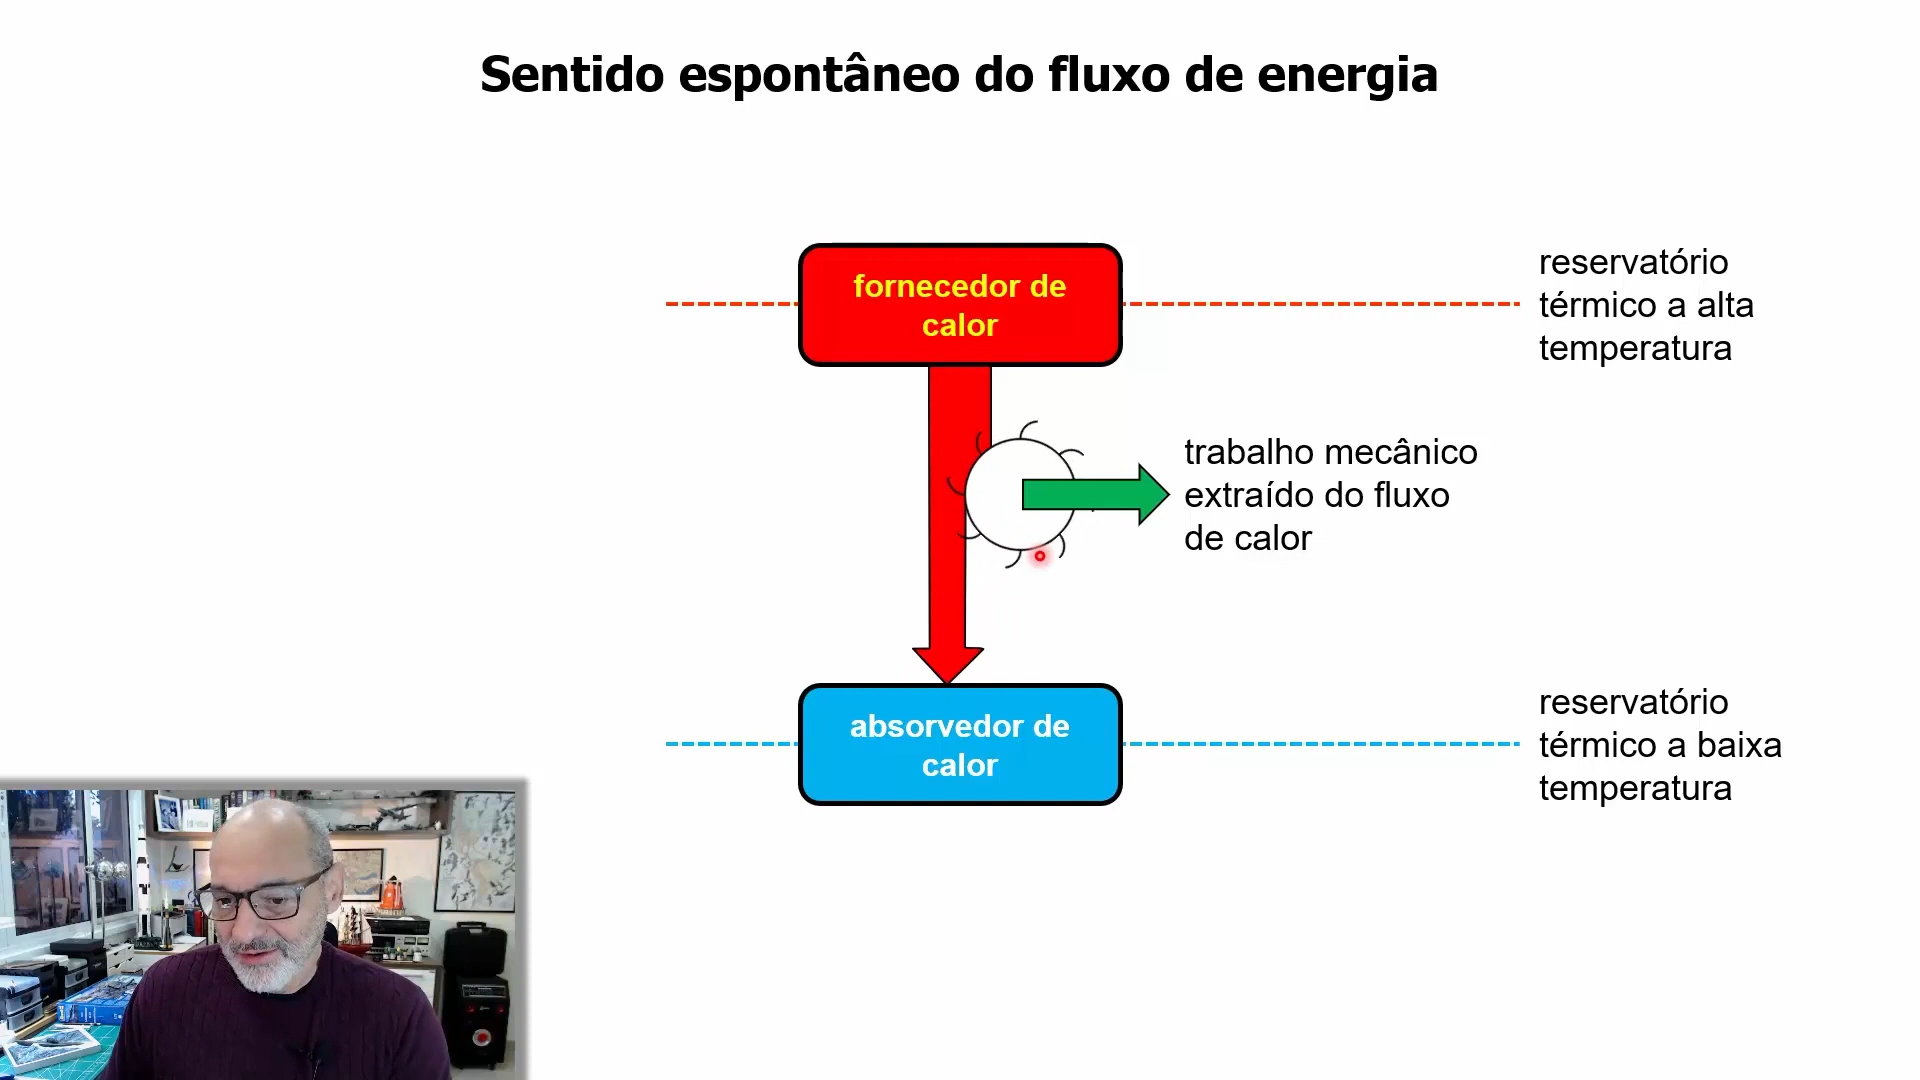 Sentido espontâneo do fluxo de energia
fornecedor de
calor
reservatório
térmico a alta
temperatura
trabalho mecânico
extraído do fluxo
de calor
absorvedor de
calor
reservatório
térmico a baixa
temperatura